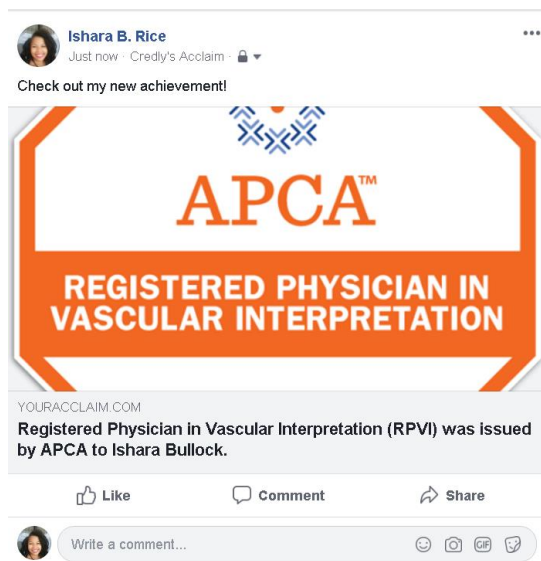 Ishara B. Rice
Just now · Credly's Acclaim ·
Check out my new achievement!
APCA™
REGISTERED PHYSICIAN IN
VASCULAR INTERPRETATION
YOURACCLAIM.COM
Registered Physician in Vascular Interpretation (RPVI) was issued
by APCA to Ishara Bullock.
Like Comment Share
Write a comment...
GIF